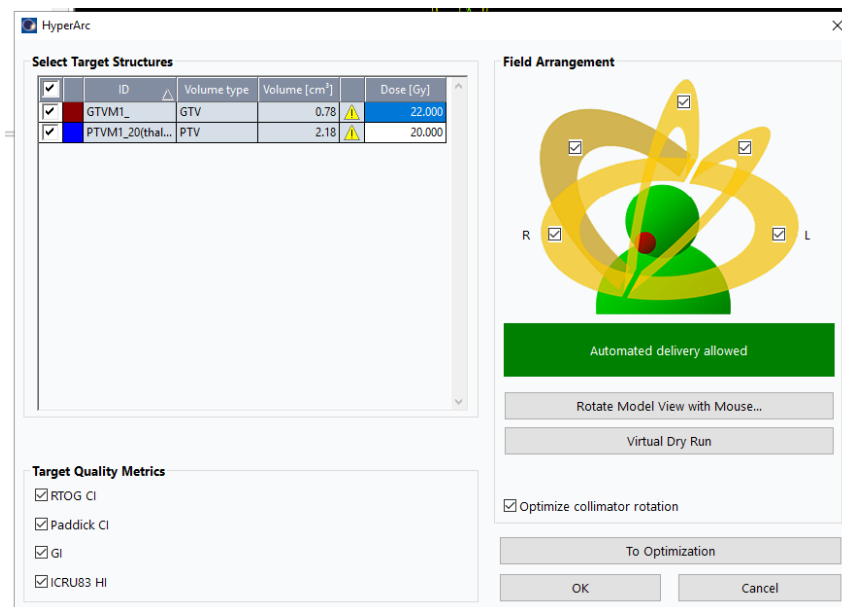 HyperArc
Select Target Structures
ID Volume type Volume [cm³] Dose [Gy]
GTVM1_ GTV 0.78 22.000
PTVM1_20(thal... PTV 2.18 20.000
Target Quality Metrics
RTOG CI
Paddick CI
GI
ICRU83 HI
Field Arrangement
R L
Automated delivery allowed
Rotate Model View with Mouse...
Virtual Dry Run
Optimize collimator rotation
To Optimization
OK Cancel